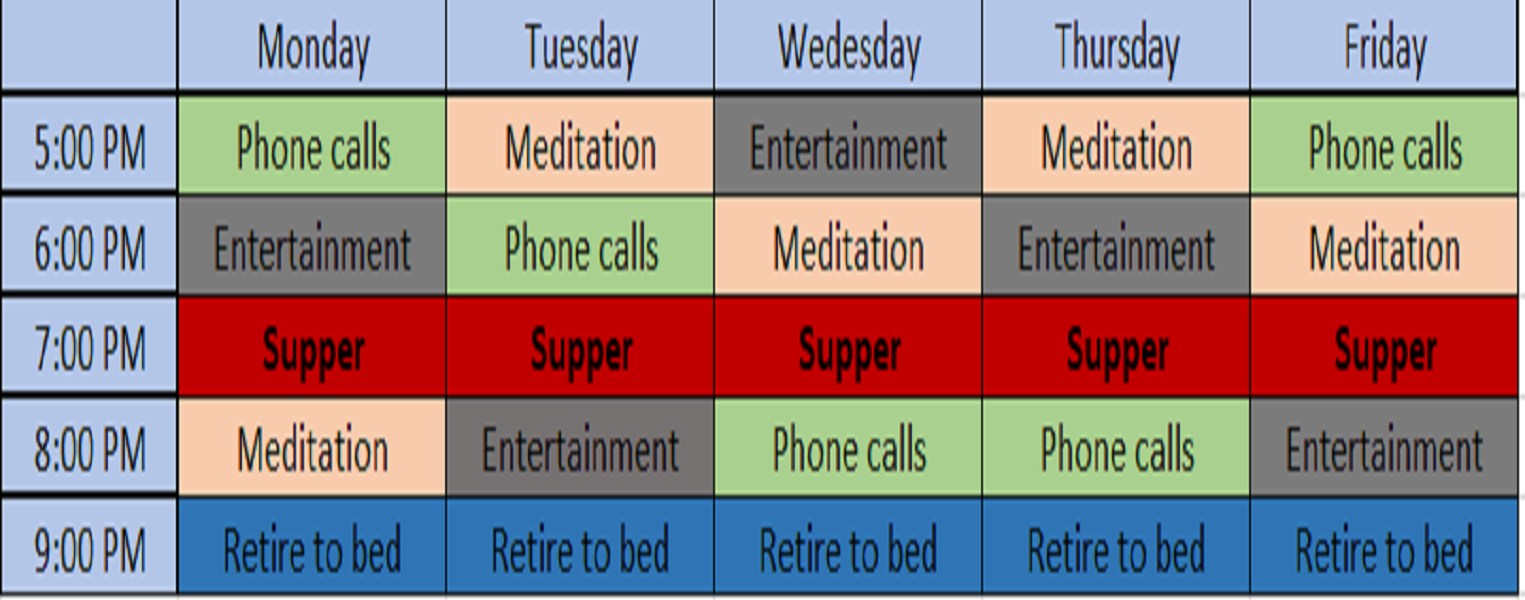 Monday Tuesday Wedesday Thursday Friday
5:00 PM Phone calls Meditation Entertainment Meditation Phone calls
6:00 PM Entertainment Phone calls Meditation Entertainment Meditation
7:00 PM Supper Supper Supper Supper Supper
8:00 PM Meditation Entertainment Phone calls Phone calls Entertainment
9:00 PM Retire to bed Retire to bed Retire to bed Retire to bed Retire to bed